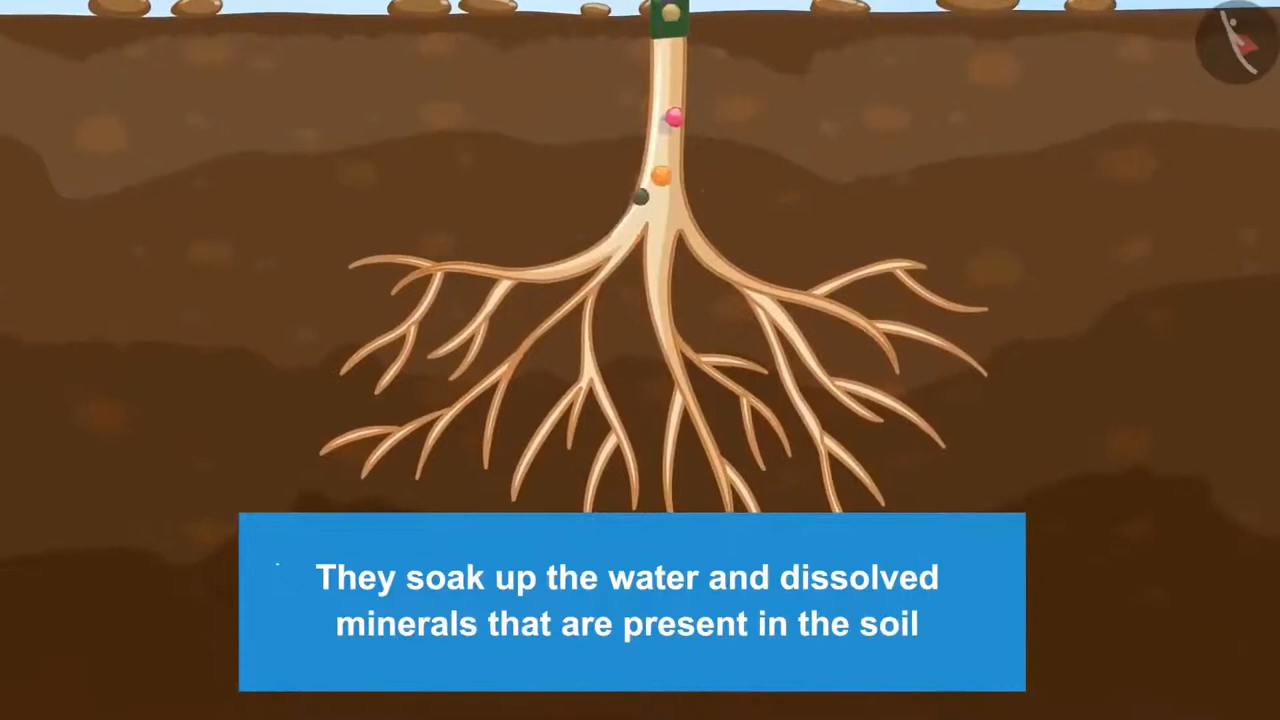 They soak up the water and dissolved
minerals that are present in the soil